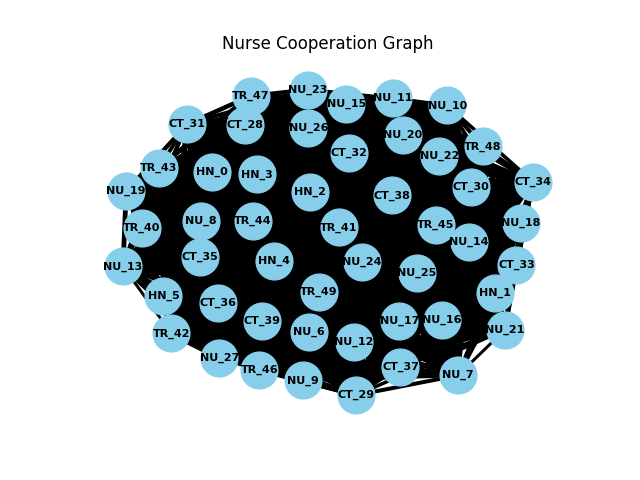 Nurse Cooperation Graph
NU_23
TR_47
NU_15
NU_11
NU_10
CT_31
CT_28
NU_26
NU_20
TR_48
CT_32
NU_22
TR_43
HN_0
HN_3
CT_34
CT_30
NU_19
HN_2
CT_38
NU_8
TR_44
NU_18
TR_45
TR_40
TR_41
NU_14
CT_35
HN_4
NU_24
CT_33
NU_13
NU_25
TR_49
HN_1
HN_5
CT_36
CT_39
NU_17
NU_16
NU_21
TR_42
NU_6
NU_12
NU_27
CT_37
TR_46
NU_7
NU_9
CT_29